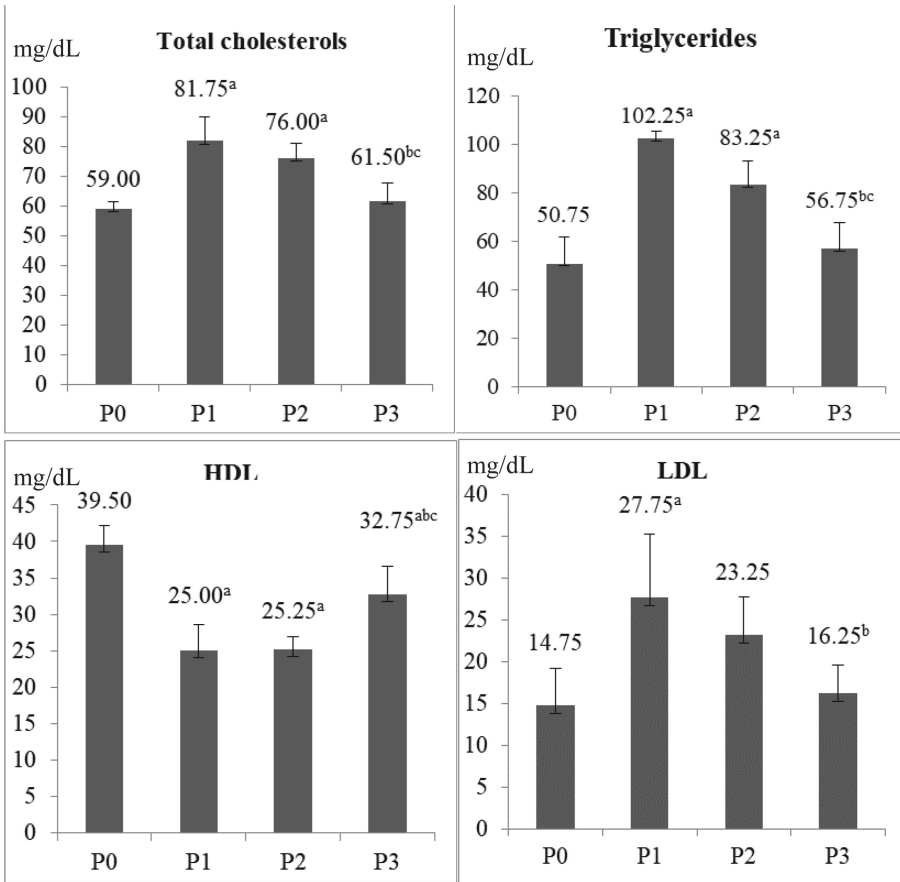 Total cholesterols
mg/dL
100
90
80
70
60
50
40
30
20
10
0
59.00
81.75ᵃ
76.00ᵃ
61.50ᵇᶜ
P0 P1 P2 P3
Triglycerides
mg/dL
120
100
80
60
40
20
0
50.75
102.25ᵃ
83.25ᵃ
56.75ᵇᶜ
P0 P1 P2 P3
HDL
mg/dL
45
40
35
30
25
20
15
10
5
0
39.50
25.00ᵃ
25.25ᵃ
32.75ᵃᵇᶜ
P0 P1 P2 P3
LDL
mg/dL
40
35
30
25
20
15
10
5
0
14.75
27.75ᵃ
23.25
16.25ᵇ
P0 P1 P2 P3